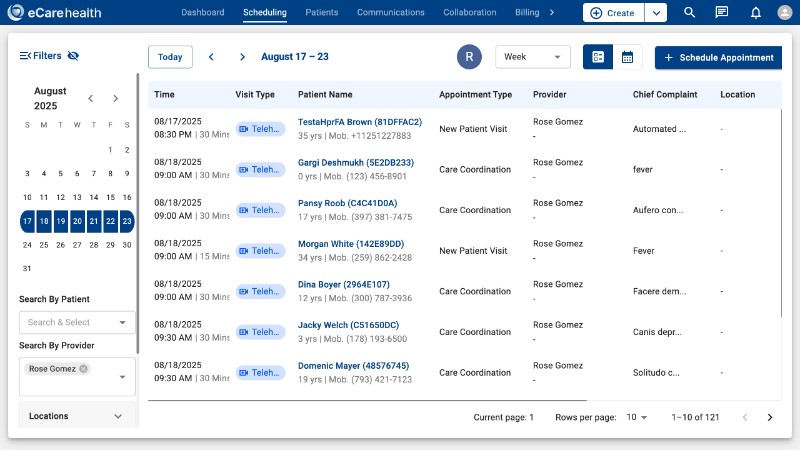 eCarehealth Dashboard Scheduling Patients Communications Collaboration Billing Create
Filters
August
2025
S M T W T F S
1 2
3 4 5 6 7 8 9
10 11 12 13 14 15 16
17 18 19 20 21 22 23
24 25 26 27 28 29 30
31
Search By Patient
Search & Select
Search By Provider
Rose Gomez
Locations
Today August 17 – 23 R Week Schedule Appointment
Time Visit Type Patient Name Appointment Type Provider Chief Complaint Location
08/17/2025 TestaHprFA Brown (81DFFAC2) Rose Gomez
08:30 PM | 30 Mins Teleh... 35 yrs | Mob. +11251227883 New Patient Visit - Automated ... -
08/18/2025 Gargi Deshmukh (5E2DB233) Rose Gomez
09:00 AM | 30 Mins Teleh... 0 yrs | Mob. (123) 456-8901 Care Coordination - fever -
08/18/2025 Pansy Roob (C4C41D0A) Rose Gomez
09:00 AM | 30 Mins Teleh... 17 yrs | Mob. (397) 381-7475 Care Coordination - Aufero con... -
08/18/2025 Morgan White (142E89DD) Rose Gomez
09:00 AM | 15 Mins Teleh... 34 yrs | Mob. (259) 862-2428 New Patient Visit - Fever -
08/18/2025 Dina Boyer (2964E107) Rose Gomez
09:00 AM | 30 Mins Teleh... 12 yrs | Mob. (300) 787-3936 Care Coordination - Facere dem... -
08/18/2025 Jacky Welch (C51650DC) Rose Gomez
09:30 AM | 30 Mins Teleh... 3 yrs | Mob. (178) 193-6500 Care Coordination - Canis depr... -
08/18/2025 Domenic Mayer (48576745) Rose Gomez
09:30 AM | 30 Mins Teleh... 19 yrs | Mob. (793) 421-7123 Care Coordination - Solitudo c... -
Current page: 1 Rows per page: 10 1–10 of 121